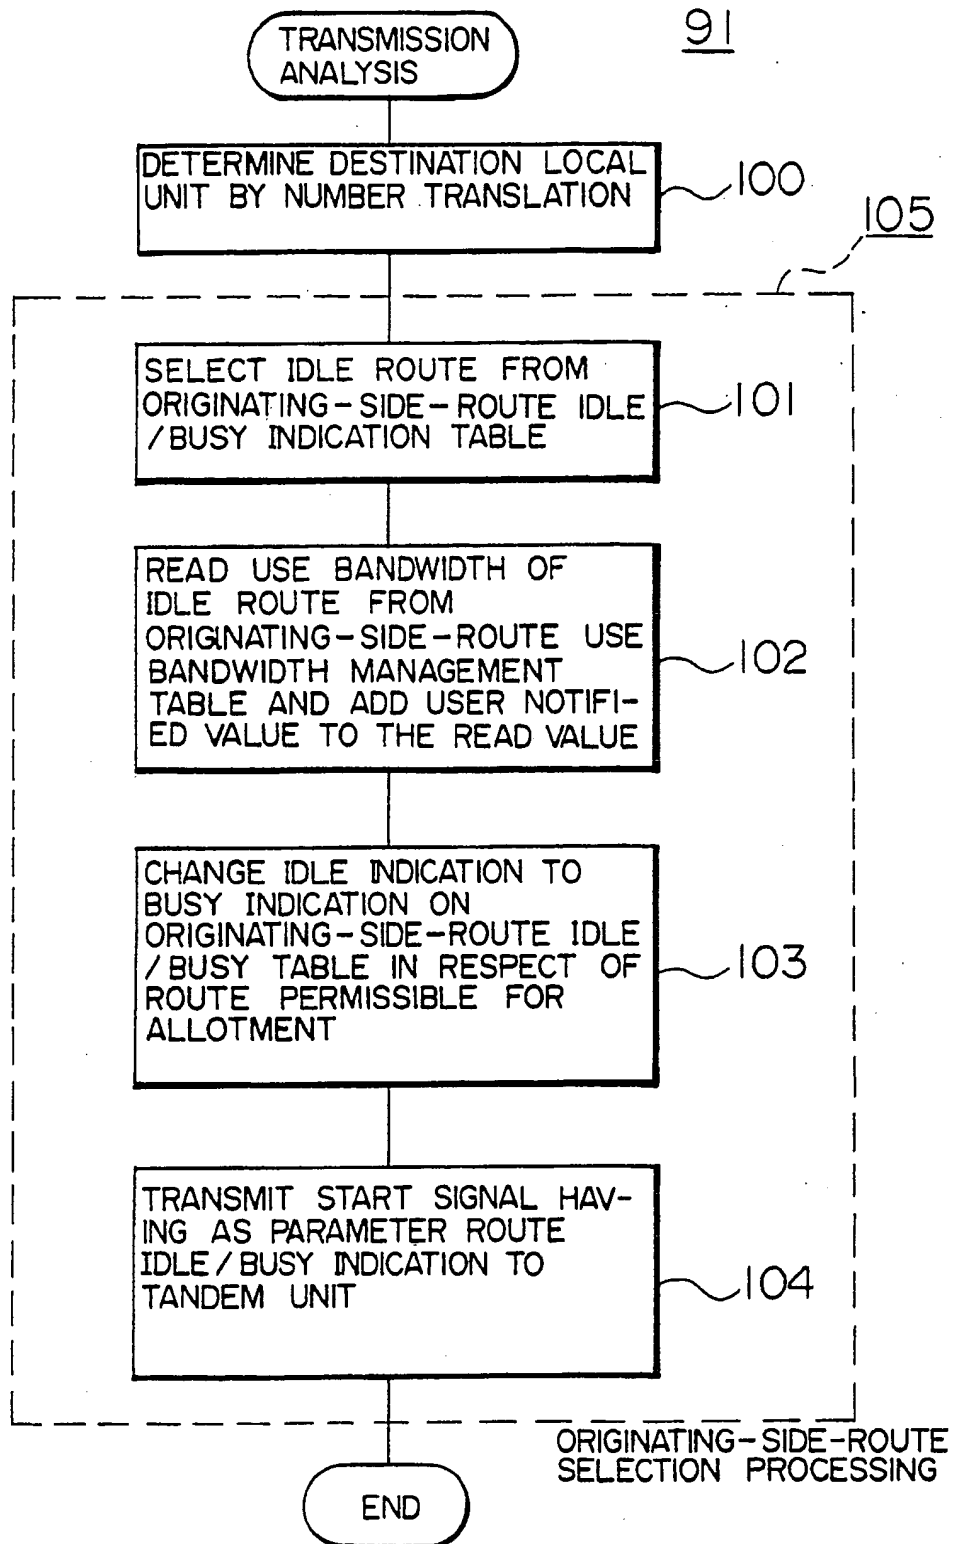 91
TRANSMISSION
ANALYSIS
DETERMINE DESTINATION LOCAL
UNIT BY NUMBER TRANSLATION
100
105
SELECT IDLE ROUTE FROM
ORIGINATING-SIDE-ROUTE IDLE
/BUSY INDICATION TABLE
101
READ USE BANDWIDTH OF
IDLE ROUTE FROM
ORIGINATING-SIDE-ROUTE USE
BANDWIDTH MANAGEMENT
TABLE AND ADD USER NOTIFI-
ED VALUE TO THE READ VALUE
102
CHANGE IDLE INDICATION TO
BUSY INDICATION ON
ORIGINATING-SIDE-ROUTE IDLE
/BUSY TABLE IN RESPECT OF
ROUTE PERMISSIBLE FOR
ALLOTMENT
103
TRANSMIT START SIGNAL HAV-
ING AS PARAMETER ROUTE
IDLE/BUSY INDICATION TO
TANDEM UNIT
104
ORIGINATING-SIDE-ROUTE
SELECTION PROCESSING
END